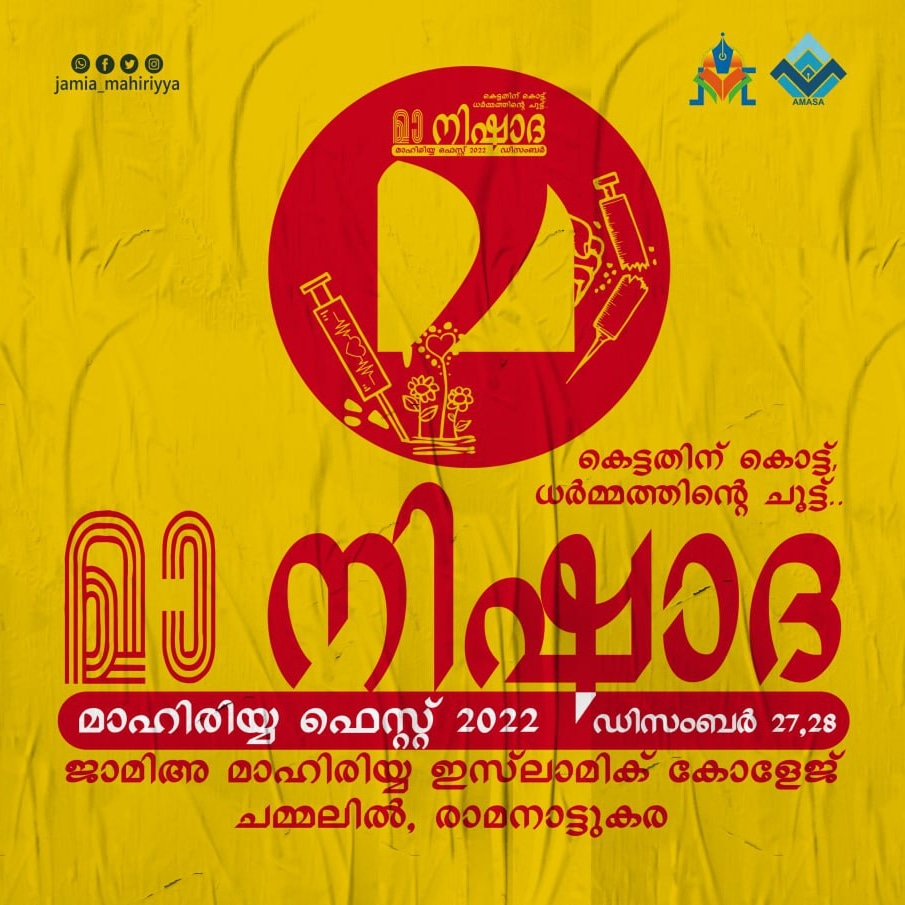 jamia_mahiriyya
AMASA
കെട്ടതിന് കൊട്ട്,
ധർമ്മത്തിന്റെ ചൂട്ട്..
മാ നിഷാദ
മാഹിരിയ്യ ഫെസ്റ്റ് 2022 ഡിസംബർ
കെട്ടതിന് കൊട്ട്,
ധർമ്മത്തിന്റെ ചൂട്ട്..
മാ നിഷാദ
മാഹിരിയ്യ ഫെസ്റ്റ് 2022 ഡിസംബർ 27,28
ജാമിഅ മാഹിരിയ്യ ഇസ്‌ലാമിക് കോളേജ്
ചമ്മലിൽ, രാമനാട്ടുകര